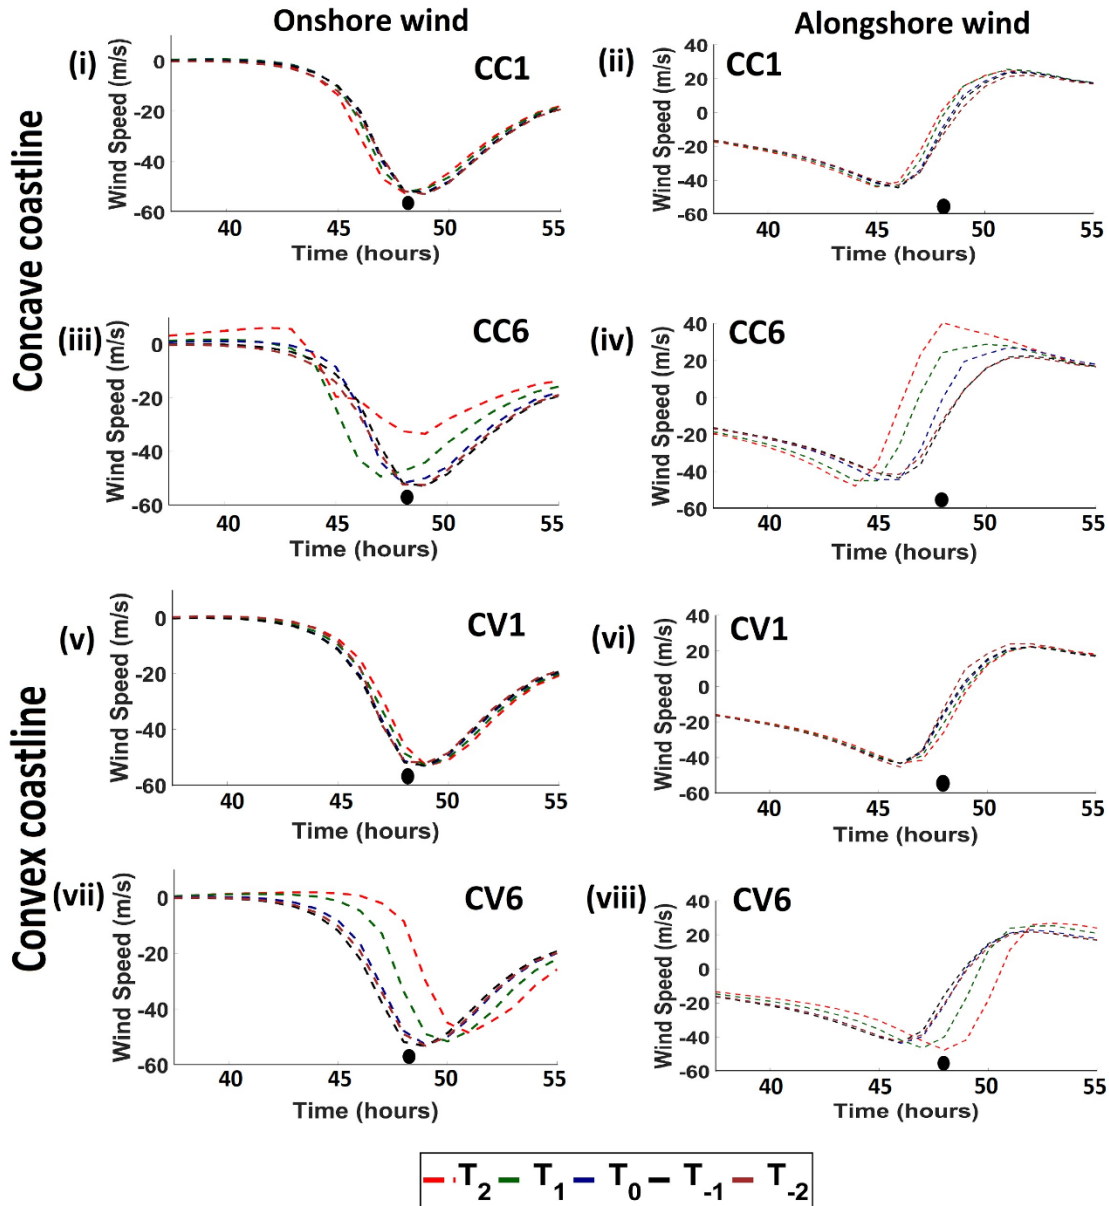 Onshore wind
Alongshore wind
Concave coastline
(i)
CC1
Wind Speed (m/s)
0
-20
-40
-60
40
45
50
55
Time (hours)
(ii)
CC1
Wind Speed (m/s)
40
20
0
-20
-40
-60
40
45
50
55
Time (hours)
(iii)
CC6
Wind Speed (m/s)
0
-20
-40
-60
40
45
50
55
Time (hours)
(iv)
CC6
Wind Speed (m/s)
40
20
0
-20
-40
-60
40
45
50
55
Time (hours)
Convex coastline
(v)
CV1
Wind Speed (m/s)
0
-20
-40
-60
40
45
50
55
Time (hours)
(vi)
CV1
Wind Speed (m/s)
40
20
0
-20
-40
-60
40
45
50
55
Time (hours)
(vii)
CV6
Wind Speed (m/s)
0
-20
-40
-60
40
45
50
55
Time (hours)
(viii)
CV6
Wind Speed (m/s)
40
20
0
-20
-40
-60
40
45
50
55
Time (hours)
T2 T1 T0 T-1 T-2